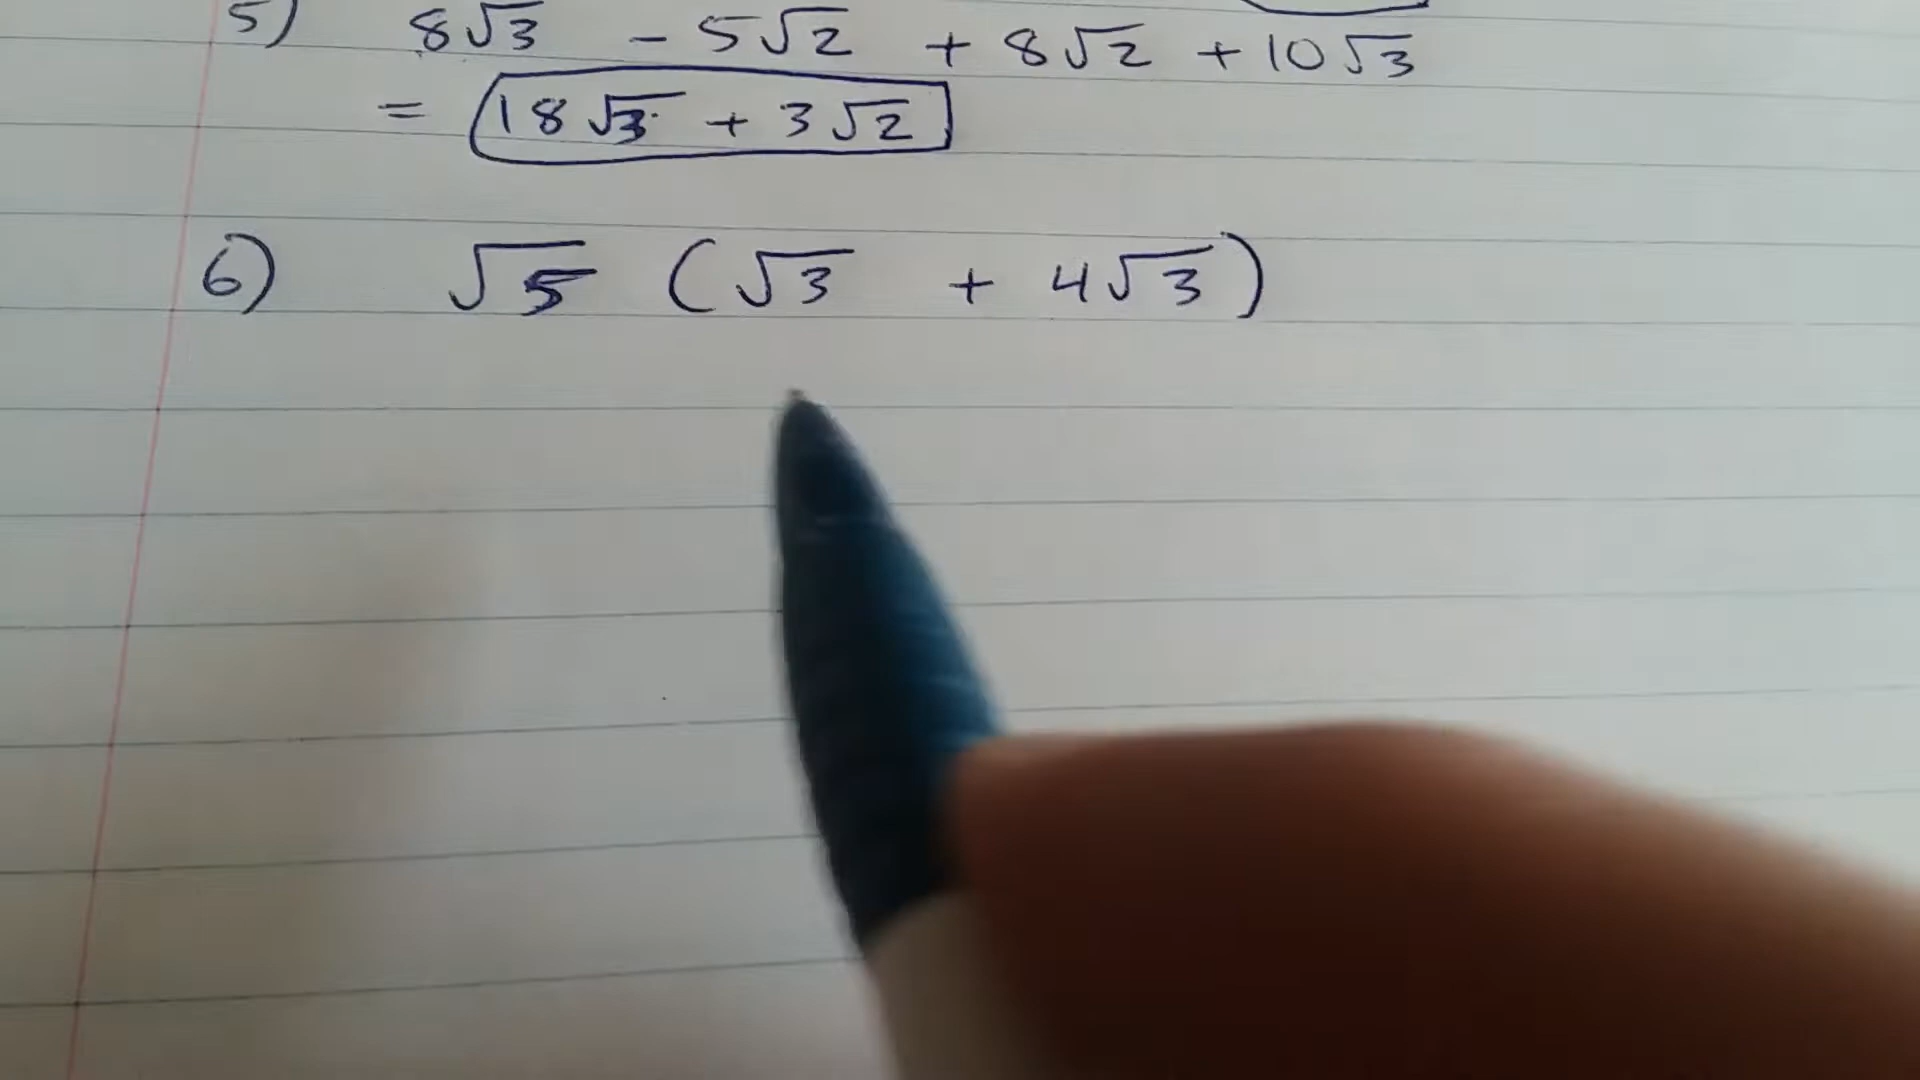 5) 8√3 - 5√2 + 8√2 + 10√3
= 18√3 + 3√2
6) √5 (√3 + 4√3)